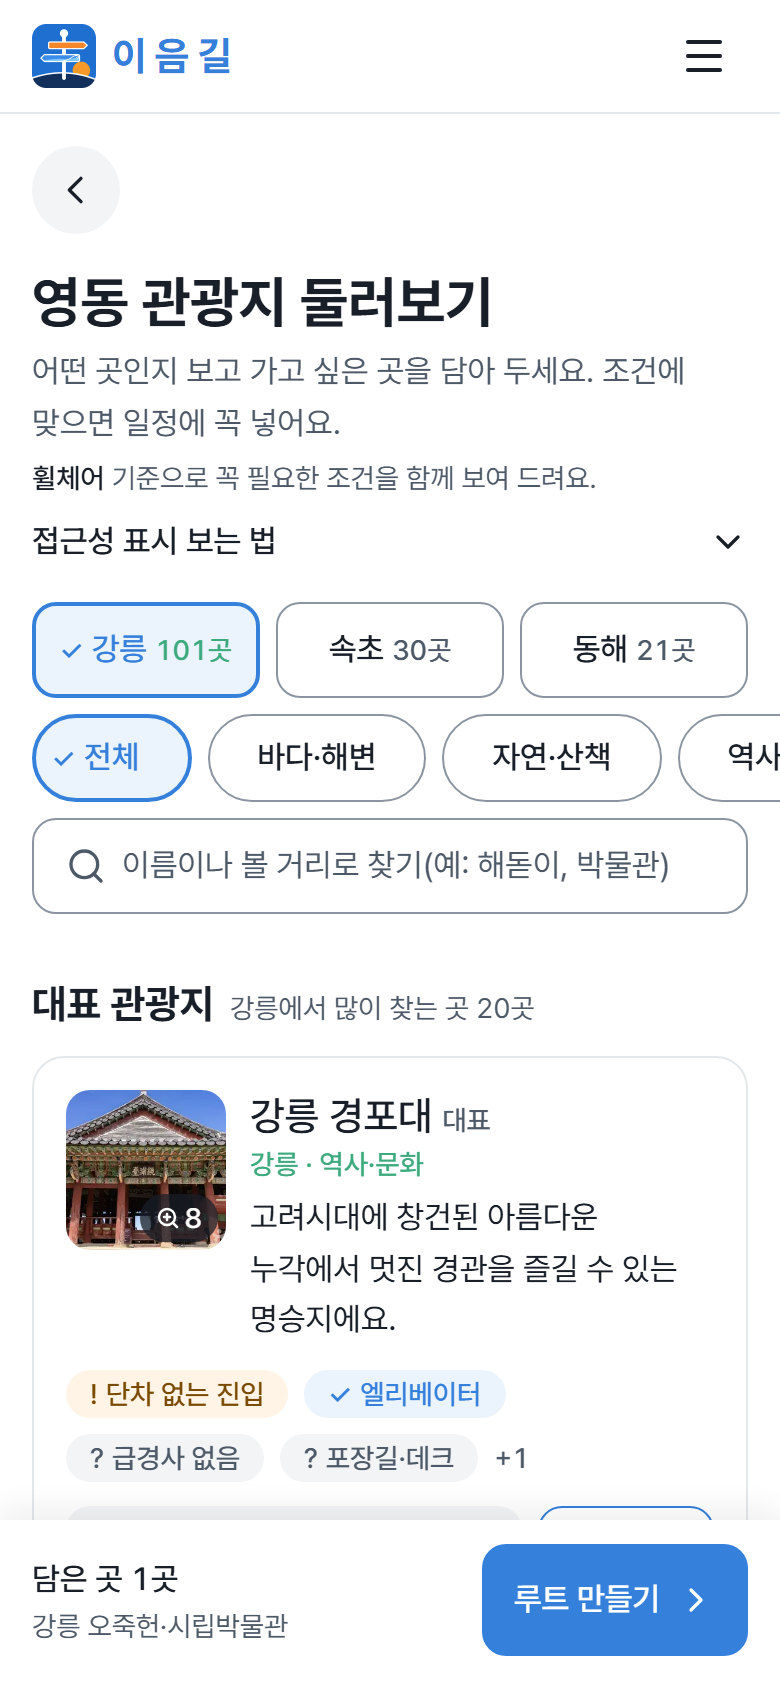 이음길
영동 관광지 둘러보기
어떤 곳인지 보고 가고 싶은 곳을 담아 두세요. 조건에
맞으면 일정에 꼭 넣어요.
휠체어 기준으로 꼭 필요한 조건을 함께 보여 드려요.
접근성 표시 보는 법
강릉 101곳 속초 30곳 동해 21곳
전체 바다·해변 자연·산책 역사
이름이나 볼 거리로 찾기(예: 해돋이, 박물관)
대표 관광지 강릉에서 많이 찾는 곳 20곳
강릉 경포대 대표
강릉 · 역사·문화
고려시대에 창건된 아름다운
누각에서 멋진 경관을 즐길 수 있는
명승지에요.
8
! 단차 없는 진입 엘리베이터
? 급경사 없음 ? 포장길·데크 +1
담은 곳 1곳
강릉 오죽헌·시립박물관
루트 만들기